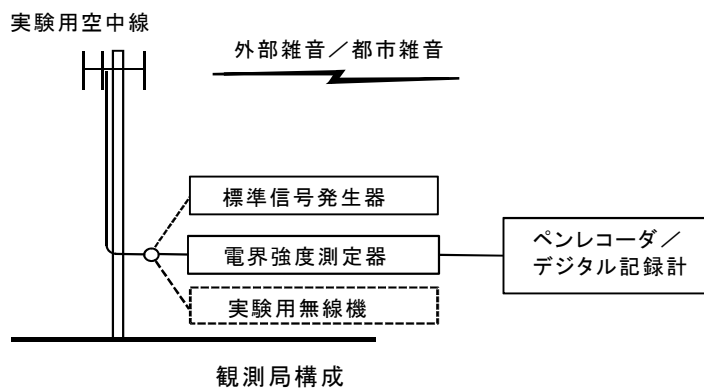 実験用空中線
外部雑音／都市雑音
標準信号発生器
電界強度測定器
ペンレコーダ／
デジタル記録計
実験用無線機
観測局構成